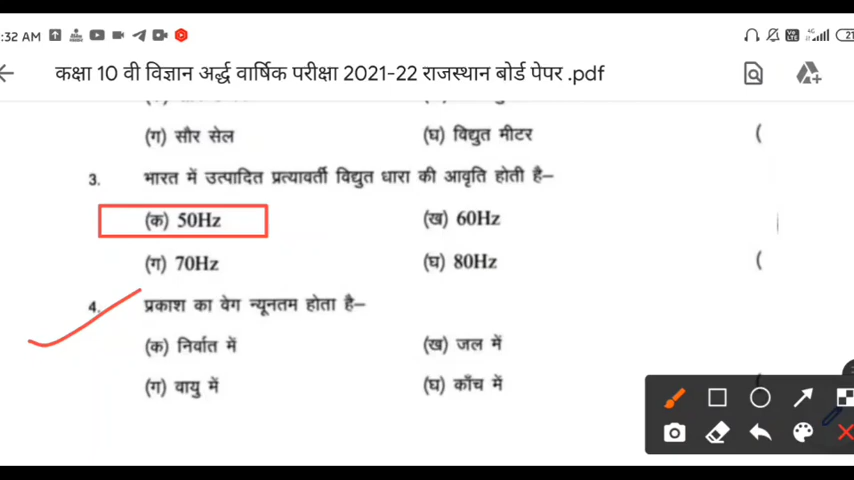 :32 AM
21
कक्षा 10 वी विज्ञान अर्द्ध वार्षिक परीक्षा 2021-22 राजस्थान बोर्ड पेपर .pdf
(ग) सौर सेल (घ) विद्युत मीटर (
3. भारत में उत्पादित प्रत्यावर्ती विद्युत धारा की आवृति होती है–
(क) 50Hz (ख) 60Hz
(ग) 70Hz (घ) 80Hz (
4. प्रकाश का वेग न्यूनतम होता है–
(क) निर्वात में (ख) जल में
(ग) वायु में (घ) काँच में